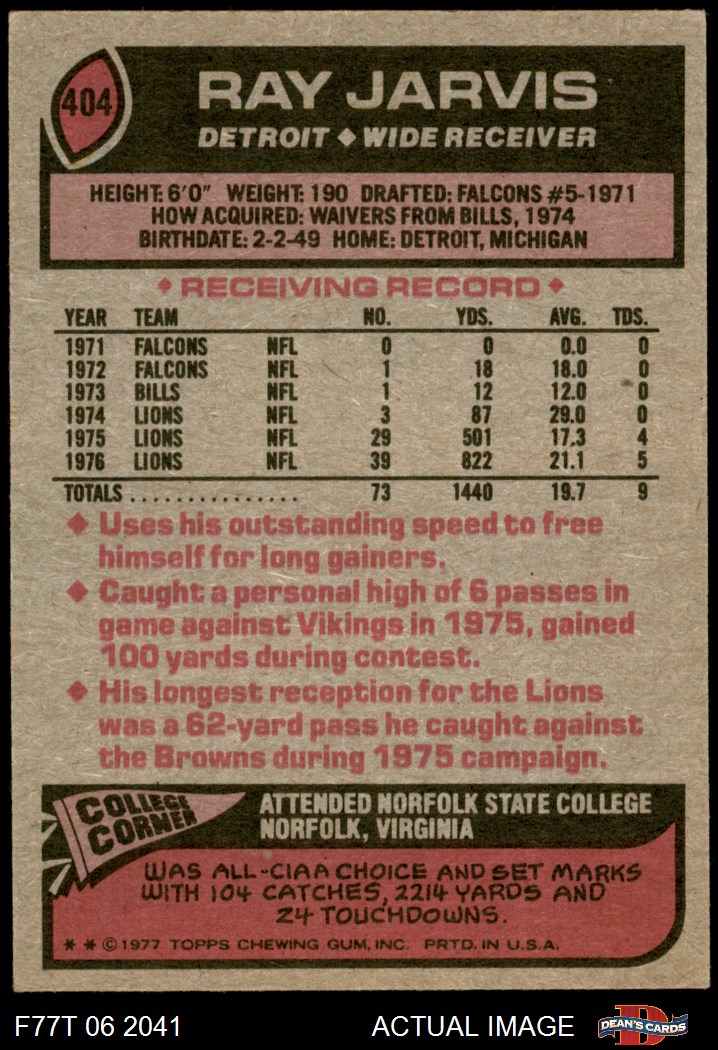 404
RAY JARVIS
DETROIT ◆ WIDE RECEIVER
HEIGHT: 6'0" WEIGHT: 190 DRAFTED: FALCONS #5-1971
HOW ACQUIRED: WAIVERS FROM BILLS, 1974
BIRTHDATE: 2-2-49 HOME: DETROIT, MICHIGAN
◆ RECEIVING RECORD ◆
YEAR TEAM NO. YDS. AVG. TDS.
1971 FALCONS NFL 0 0 0.0 0
1972 FALCONS NFL 1 18 18.0 0
1973 BILLS NFL 1 12 12.0 0
1974 LIONS NFL 3 87 29.0 0
1975 LIONS NFL 29 501 17.3 4
1976 LIONS NFL 39 822 21.1 5
TOTALS ................ 73 1440 19.7 9
◆ Uses his outstanding speed to free
himself for long gainers.
◆ Caught a personal high of 6 passes in
game against Vikings in 1975, gained
100 yards during contest.
◆ His longest reception for the Lions
was a 62-yard pass he caught against
the Browns during 1975 campaign.
COLLEGE
CORNER
ATTENDED NORFOLK STATE COLLEGE
NORFOLK, VIRGINIA
WAS ALL-CIAA CHOICE AND SET MARKS
WITH 104 CATCHES, 2214 YARDS AND
24 TOUCHDOWNS.
* * © 1977 TOPPS CHEWING GUM, INC. PRTD. IN U.S.A.
F77T 06 2041 ACTUAL IMAGE
D
DEAN'S CARDS